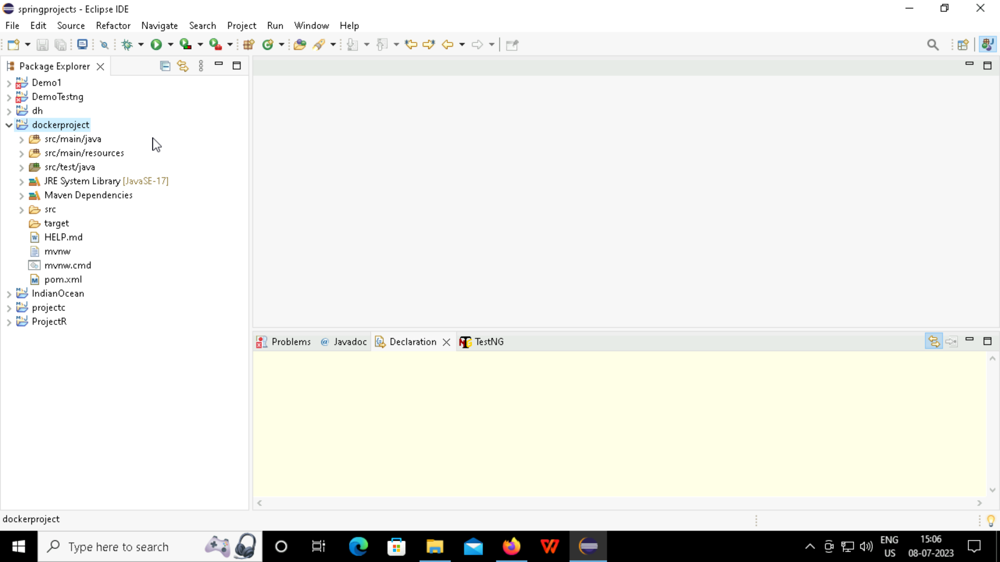 springprojects - Eclipse IDE
File Edit Source Refactor Navigate Search Project Run Window Help
Package Explorer
Demo1
DemoTestng
dh
dockerproject
src/main/java
src/main/resources
src/test/java
JRE System Library [JavaSE-17]
Maven Dependencies
src
target
HELP.md
mvnw
mvnw.cmd
pom.xml
IndianOcean
projectc
ProjectR
Problems @ Javadoc Declaration TestNG
dockerproject
Type here to search
ENG
US
15:06
08-07-2023